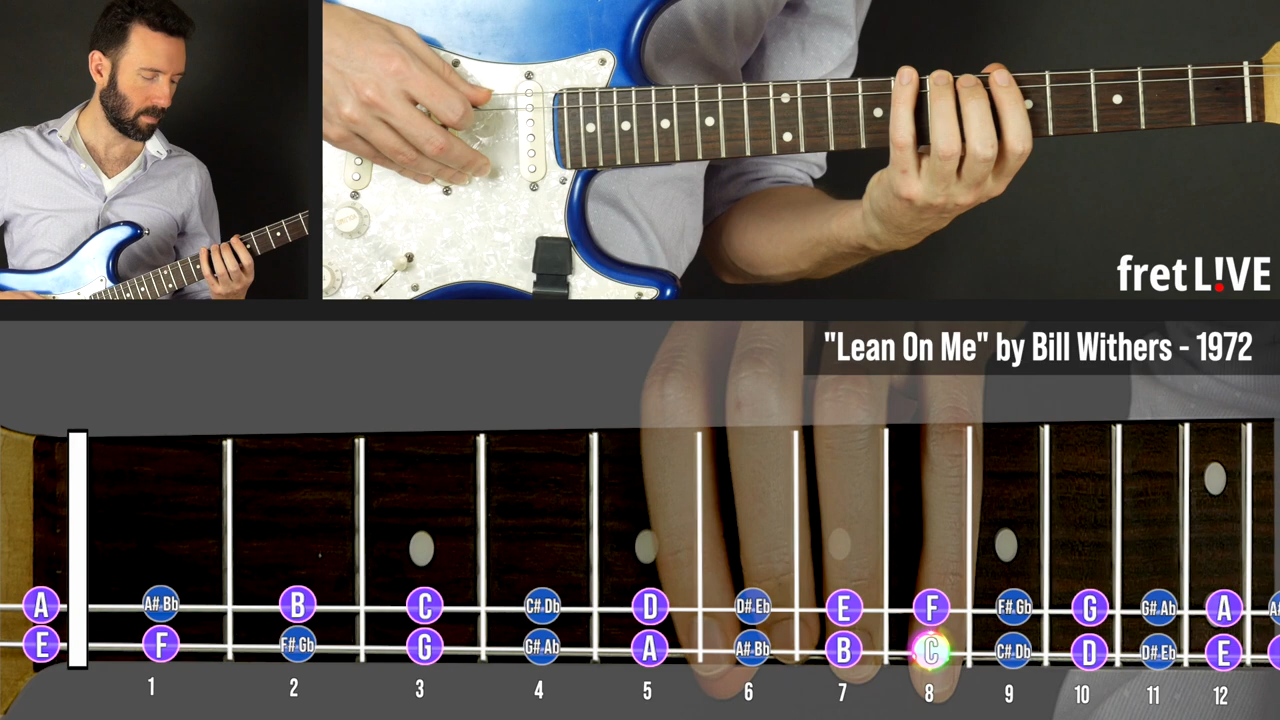 fret L!VE
"Lean On Me" by Bill Withers - 1972
A A# Bb B C C# Db D D# Eb E F F# Gb G G# Ab A
E F F# Gb G G# Ab A A# Bb B C C# Db D D# Eb E
1 2 3 4 5 6 7 8 9 10 11 12